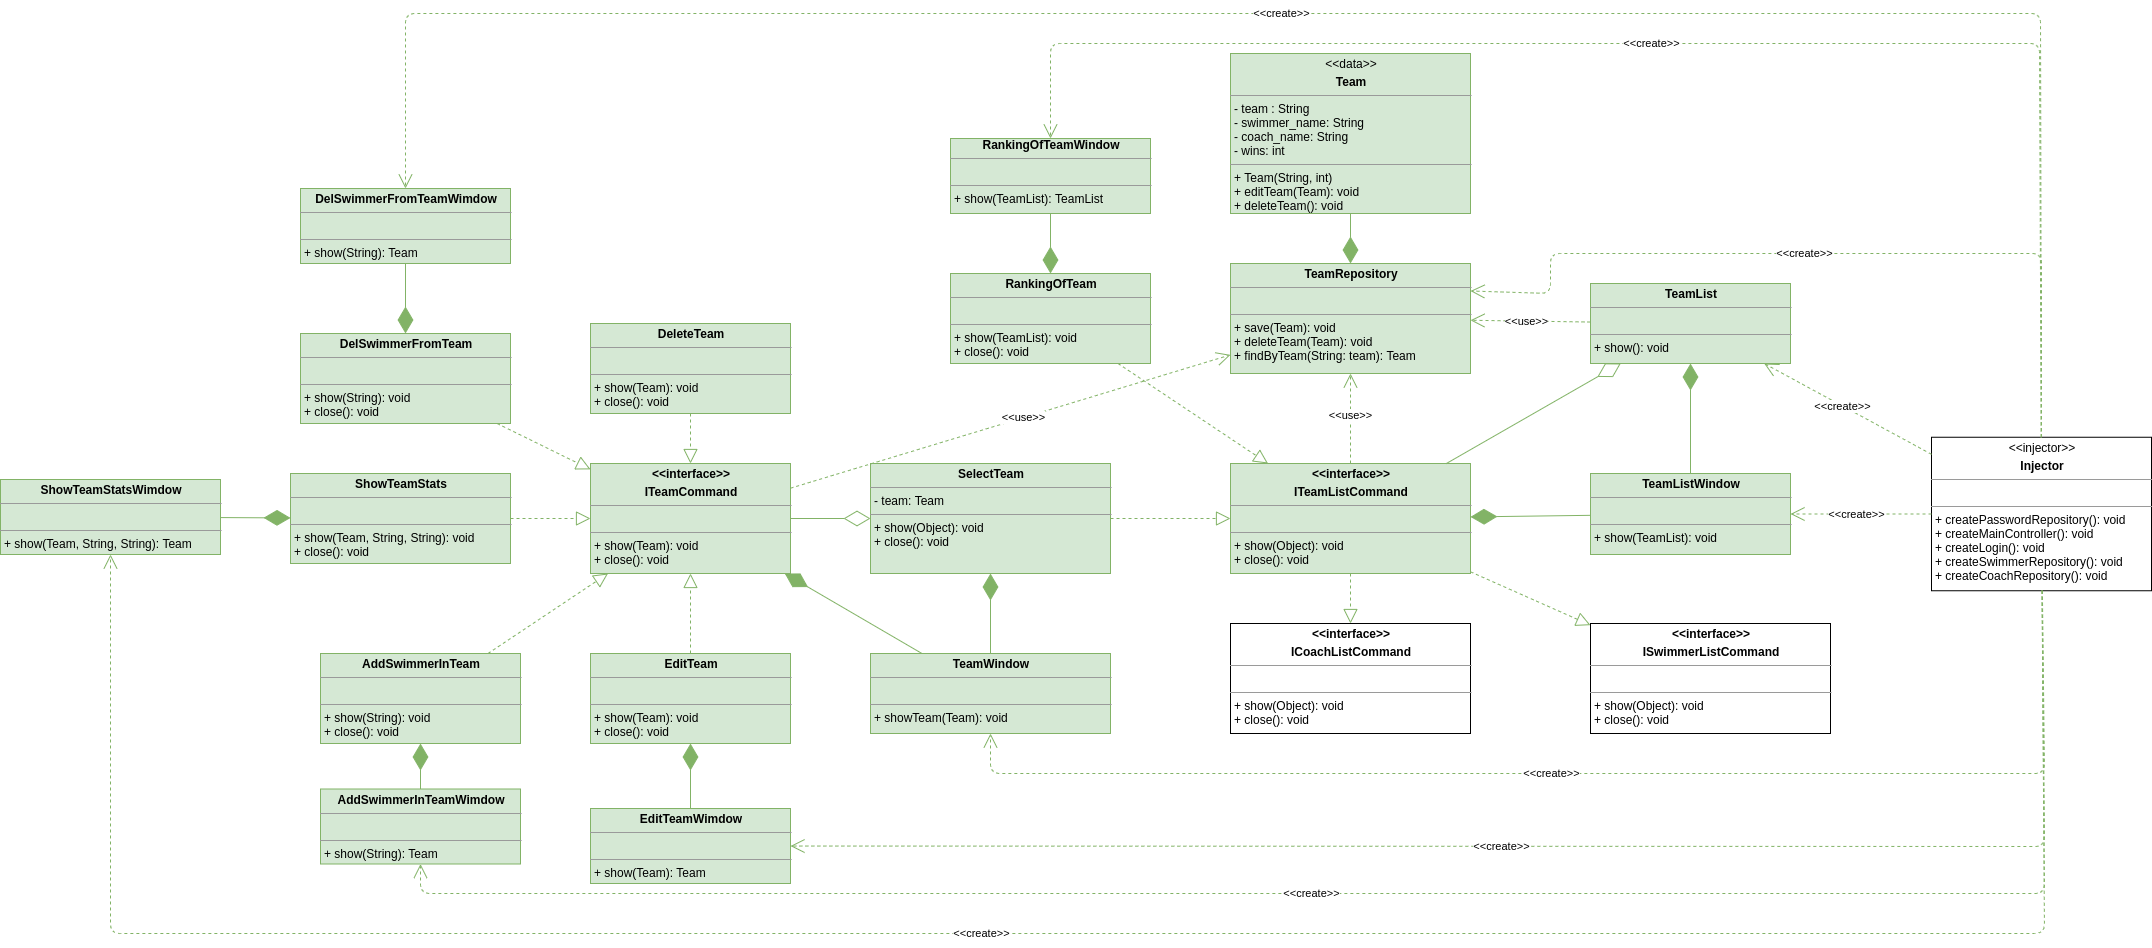 <<create>>
<<create>>
<<data>>
Team
- team : String
- swimmer_name: String
- coach_name: String
- wins: int
+ Team(String, int)
+ editTeam(Team): void
+ deleteTeam(): void
RankingOfTeamWindow
+ show(TeamList): TeamList
DelSwimmerFromTeamWimdow
+ show(String): Team
<<create>>
TeamRepository
+ save(Team): void
+ deleteTeam(Team): void
+ findByTeam(String: team): Team
RankingOfTeam
+ show(TeamList): void
+ close(): void
TeamList
+ show(): void
<<use>>
DeleteTeam
+ show(Team): void
+ close(): void
DelSwimmerFromTeam
+ show(String): void
+ close(): void
<<use>>
<<use>>
<<create>>
<<injector>>
Injector
+ createPasswordRepository(): void
+ createMainController(): void
+ createLogin(): void
+ createSwimmerRepository(): void
+ createCoachRepository(): void
ShowTeamStatsWimdow
+ show(Team, String, String): Team
ShowTeamStats
+ show(Team, String, String): void
+ close(): void
<<interface>>
ITeamCommand
+ show(Team): void
+ close(): void
SelectTeam
- team: Team
+ show(Object): void
+ close(): void
<<interface>>
ITeamListCommand
+ show(Object): void
+ close(): void
TeamListWindow
+ show(TeamList): void
<<create>>
AddSwimmerInTeam
+ show(String): void
+ close(): void
EditTeam
+ show(Team): void
+ close(): void
TeamWindow
+ showTeam(Team): void
<<interface>>
ICoachListCommand
+ show(Object): void
+ close(): void
<<interface>>
ISwimmerListCommand
+ show(Object): void
+ close(): void
<<create>>
AddSwimmerInTeamWimdow
+ show(String): Team
EditTeamWimdow
+ show(Team): Team
<<create>>
<<create>>
<<create>>